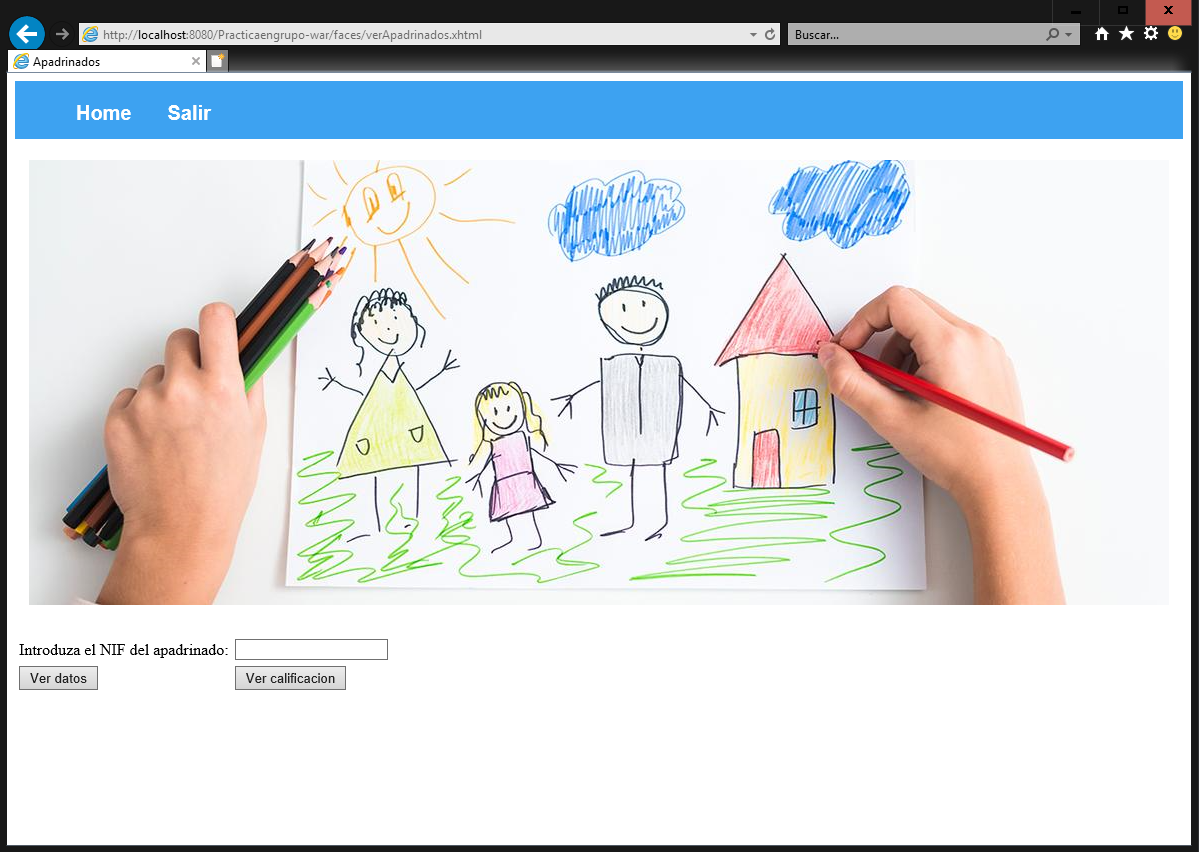 http://localhost:8080/Practicaengrupo-war/faces/verApadrinados.xhtml
Buscar...
Apadrinados
Home Salir
Introduza el NIF del apadrinado:
Ver datos Ver calificacion